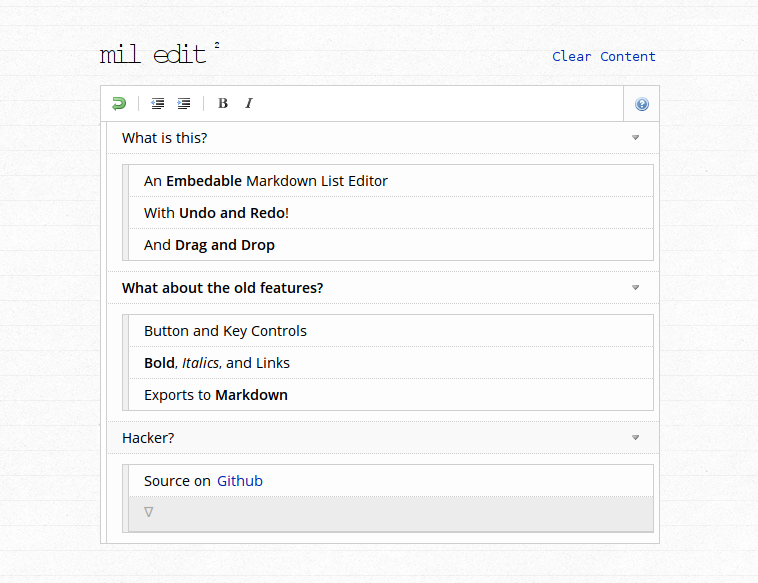 mil edit ²
Clear Content
B I
What is this?
An Embedable Markdown List Editor
With Undo and Redo!
And Drag and Drop
What about the old features?
Button and Key Controls
Bold, Italics, and Links
Exports to Markdown
Hacker?
Source on Github
∇